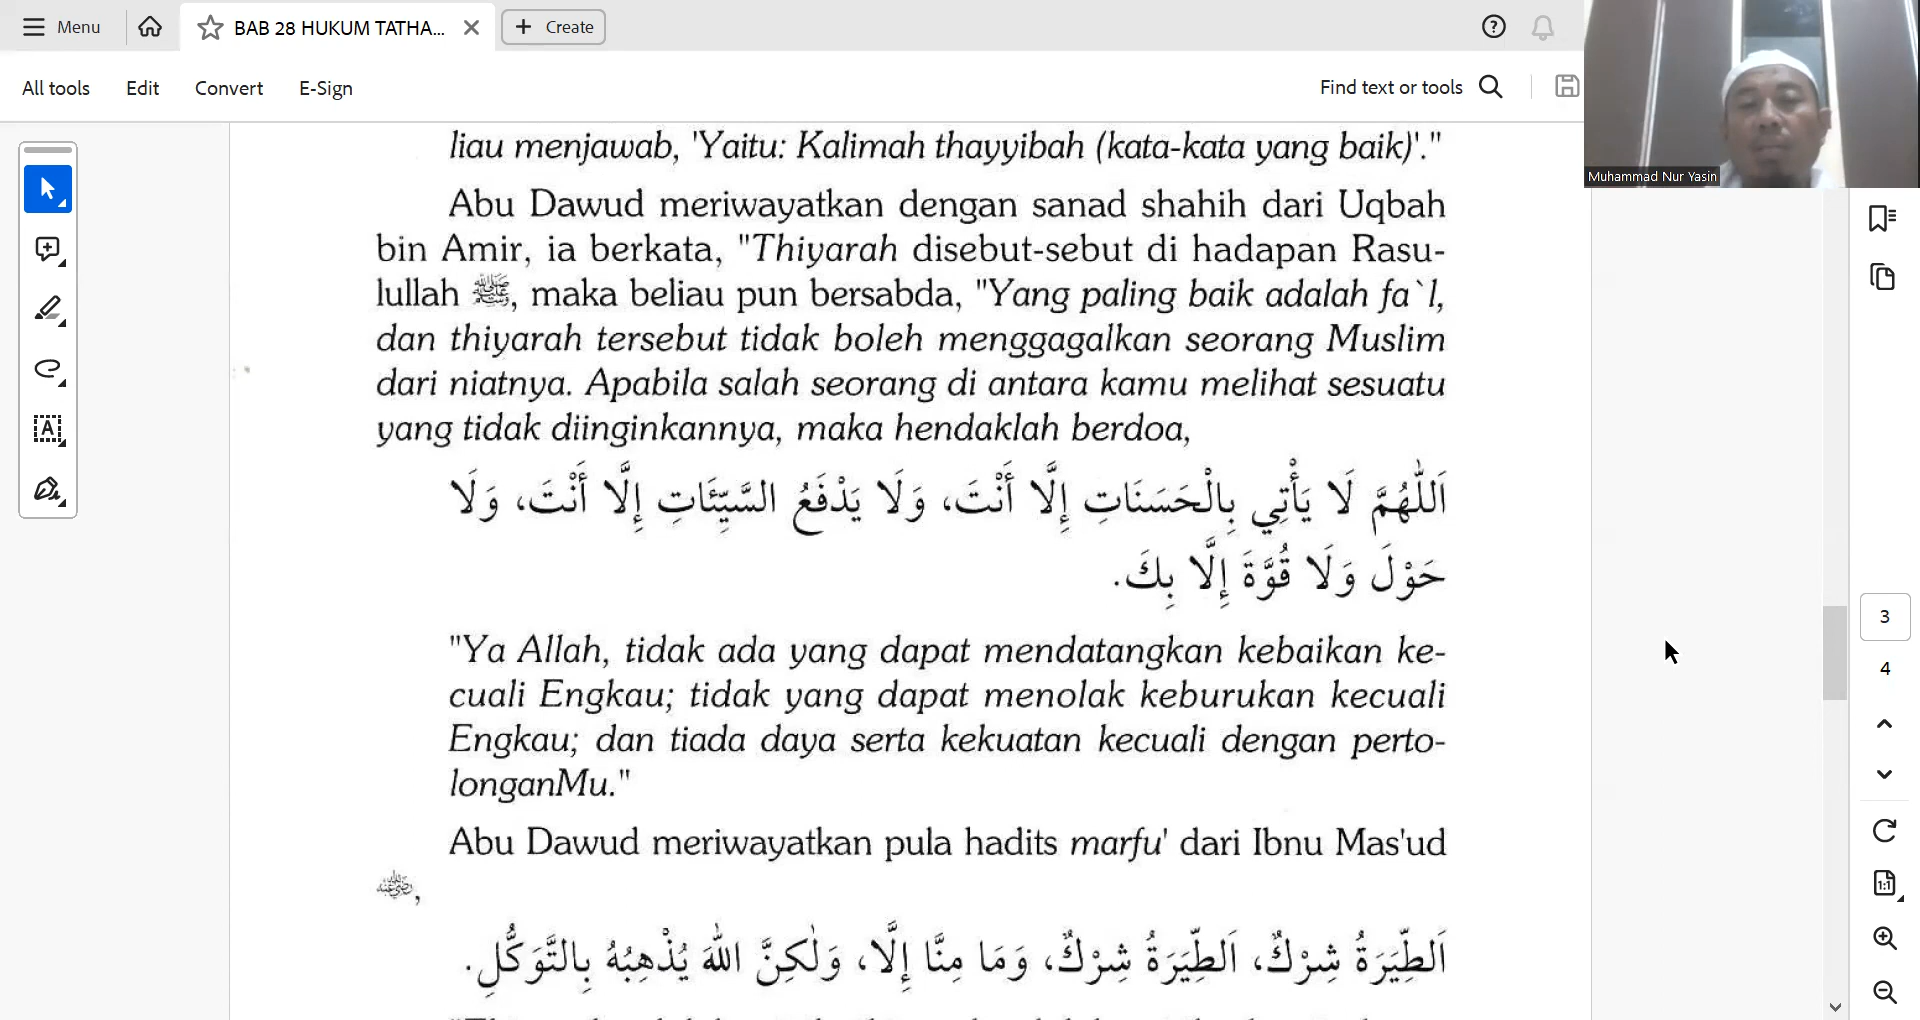 Menu
BAB 28 HUKUM TATHA...
Create
All tools
Edit
Convert
E-Sign
Find text or tools
Muhammad Nur Yasin
liau menjawab, 'Yaitu: Kalimah thayyibah (kata-kata yang baik)'."
Abu Dawud meriwayatkan dengan sanad shahih dari Uqbah
bin Amir, ia berkata, "Thiyarah disebut-sebut di hadapan Rasu-
lullah ﷺ, maka beliau pun bersabda, "Yang paling baik adalah fa`l,
dan thiyarah tersebut tidak boleh menggagalkan seorang Muslim
dari niatnya. Apabila salah seorang di antara kamu melihat sesuatu
yang tidak diinginkannya, maka hendaklah berdoa,
اَللّٰهُمَّ لَا يَأْتِي بِالْحَسَنَاتِ إِلَّا أَنْتَ، وَلَا يَدْفَعُ السَّيِّئَاتِ إِلَّا أَنْتَ، وَلَا
حَوْلَ وَلَا قُوَّةَ إِلَّا بِكَ.
"Ya Allah, tidak ada yang dapat mendatangkan kebaikan ke-
cuali Engkau; tidak yang dapat menolak keburukan kecuali
Engkau; dan tiada daya serta kekuatan kecuali dengan perto-
longanMu."
Abu Dawud meriwayatkan pula hadits marfu' dari Ibnu Mas'ud
رضي الله عنه,
اَلطِّيَرَةُ شِرْكٌ، اَلطِّيَرَةُ شِرْكٌ، وَمَا مِنَّا إِلَّا، وَلٰكِنَّ اللهَ يُذْهِبُهُ بِالتَّوَكُّلِ.
3
4